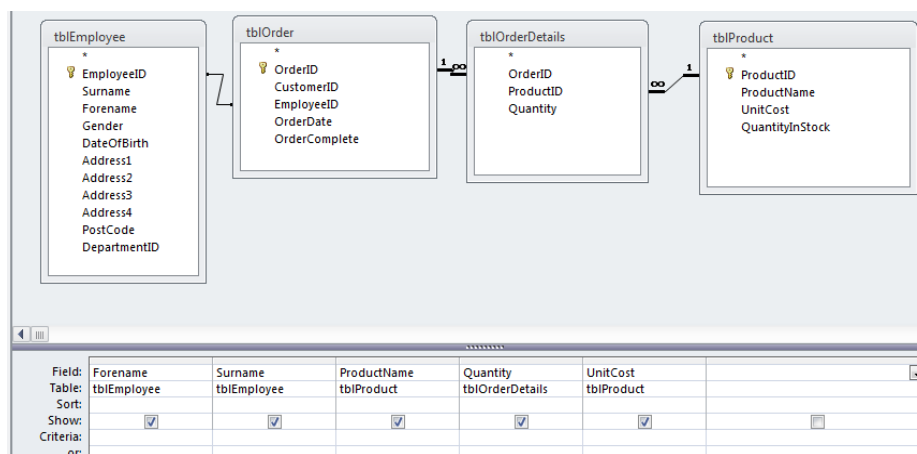 tblEmployee
*
EmployeeID
Surname
Forename
Gender
DateOfBirth
Address1
Address2
Address3
Address4
PostCode
DepartmentID
tblOrder
*
OrderID
CustomerID
EmployeeID
OrderDate
OrderComplete
1 ∞
tblOrderDetails
*
OrderID
ProductID
Quantity
∞ 1
tblProduct
*
ProductID
ProductName
UnitCost
QuantityInStock
Field: Forename Surname ProductName Quantity UnitCost
Table: tblEmployee tblEmployee tblProduct tblOrderDetails tblProduct
Sort:
Show:
Criteria:
or: